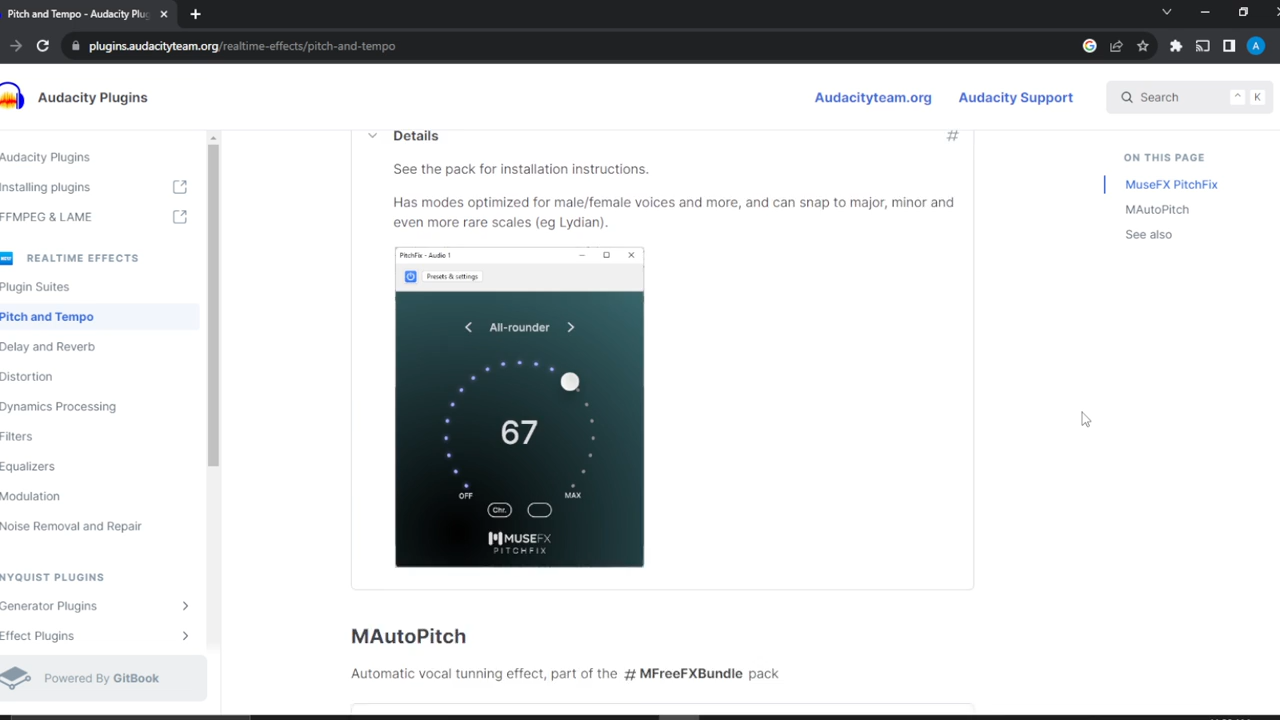 Pitch and Tempo - Audacity Plug
plugins.audacityteam.org/realtime-effects/pitch-and-tempo
A
Audacity Plugins
Audacityteam.org
Audacity Support
Search
^ K
Audacity Plugins
Installing plugins
FFMPEG & LAME
REALTIME EFFECTS
Plugin Suites
Pitch and Tempo
Delay and Reverb
Distortion
Dynamics Processing
Filters
Equalizers
Modulation
Noise Removal and Repair
NYQUIST PLUGINS
Generator Plugins
Effect Plugins
Powered By GitBook
Details
#
See the pack for installation instructions.
Has modes optimized for male/female voices and more, and can snap to major, minor and
even more rare scales (eg Lydian).
PitchFix - Audio 1
Presets & settings
All-rounder
67
OFF
MAX
Chr.
MUSEFX
PITCHFIX
MAutoPitch
Automatic vocal tunning effect, part of the # MFreeFXBundle pack
ON THIS PAGE
MuseFX PitchFix
MAutoPitch
See also